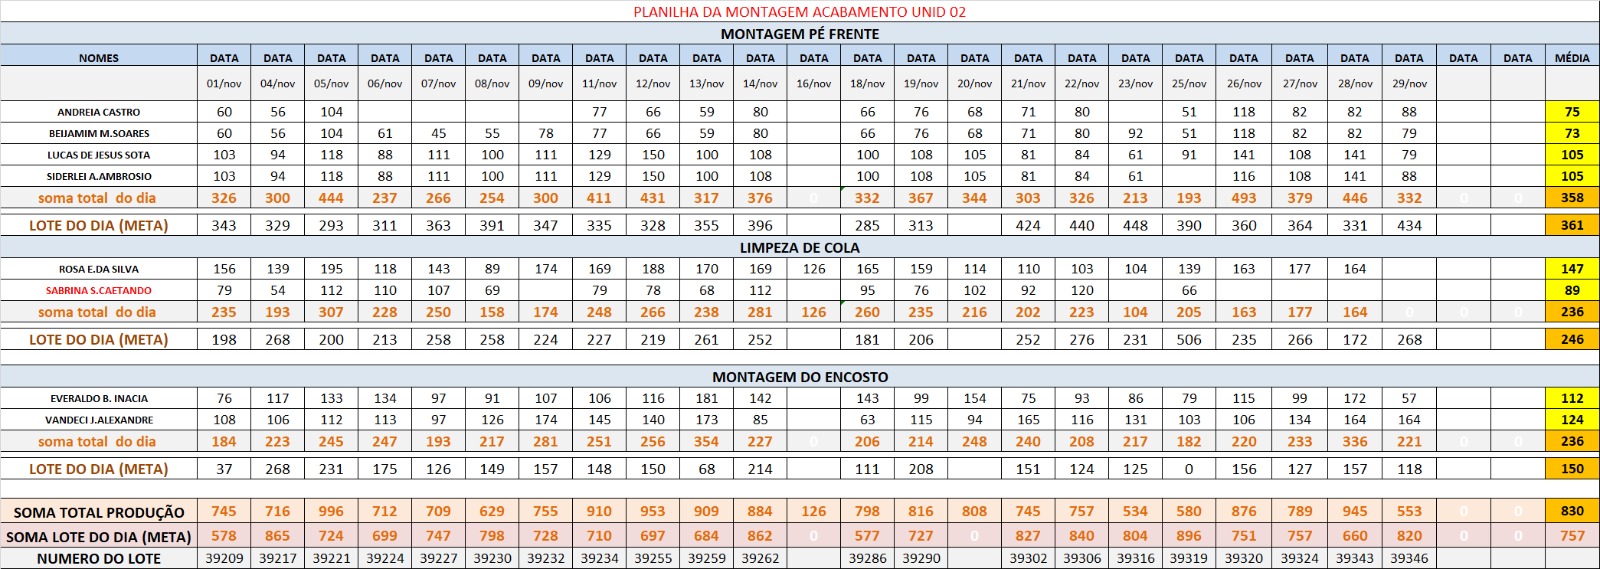 PLANILHA DA MONTAGEM ACABAMENTO UNID 02
MONTAGEM PÉ FRENTE
NOMES DATA DATA DATA DATA DATA DATA DATA DATA DATA DATA DATA DATA DATA DATA DATA DATA DATA DATA DATA DATA DATA DATA DATA DATA DATA MÉDIA
01/nov 04/nov 05/nov 06/nov 07/nov 08/nov 09/nov 11/nov 12/nov 13/nov 14/nov 16/nov 18/nov 19/nov 20/nov 21/nov 22/nov 23/nov 25/nov 26/nov 27/nov 28/nov 29/nov
ANDREIA CASTRO 60 56 104 77 66 59 80 66 76 68 71 80 51 118 82 82 88 75
BEIJAMIM M.SOARES 60 56 104 61 45 55 78 77 66 59 80 66 76 68 71 80 92 51 118 82 82 79 73
LUCAS DE JESUS SOTA 103 94 118 88 111 100 111 129 150 100 108 100 108 105 81 84 61 91 141 108 141 79 105
SIDERLEI A.AMBROSIO 103 94 118 88 111 100 111 129 150 100 108 100 108 105 81 84 61 116 108 141 88 105
soma total do dia 326 300 444 237 266 254 300 411 431 317 376 0 332 367 344 303 326 213 193 493 379 446 332 0 0 358
LOTE DO DIA (META) 343 329 293 311 363 391 347 335 328 355 396 285 313 424 440 448 390 360 364 331 434 361
LIMPEZA DE COLA
ROSA E.DA SILVA 156 139 195 118 143 89 174 169 188 170 169 126 165 159 114 110 103 104 139 163 177 164 147
SABRINA S.CAETANDO 79 54 112 110 107 69 79 78 68 112 95 76 102 92 120 66 89
soma total do dia 235 193 307 228 250 158 174 248 266 238 281 126 260 235 216 202 223 104 205 163 177 164 0 0 0 236
LOTE DO DIA (META) 198 268 200 213 258 258 224 227 219 261 252 181 206 252 276 231 506 235 266 172 268 246
MONTAGEM DO ENCOSTO
EVERALDO B. INACIA 76 117 133 134 97 91 107 106 116 181 142 143 99 154 75 93 86 79 115 99 172 57 112
VANDECI J.ALEXANDRE 108 106 112 113 97 126 174 145 140 173 85 63 115 94 165 116 131 103 106 134 164 164 124
soma total do dia 184 223 245 247 193 217 281 251 256 354 227 0 206 214 248 240 208 217 182 220 233 336 221 0 0 236
LOTE DO DIA (META) 37 268 231 175 126 149 157 148 150 68 214 111 208 151 124 125 0 156 127 157 118 150
SOMA TOTAL PRODUÇÃO 745 716 996 712 709 629 755 910 953 909 884 126 798 816 808 745 757 534 580 876 789 945 553 0 0 830
SOMA LOTE DO DIA (META) 578 865 724 699 747 798 728 710 697 684 862 0 577 727 0 827 840 804 896 751 757 660 820 0 0 757
NUMERO DO LOTE 39209 39217 39221 39224 39227 39230 39232 39234 39255 39259 39262 39286 39290 39302 39306 39316 39319 39320 39324 39343 39346